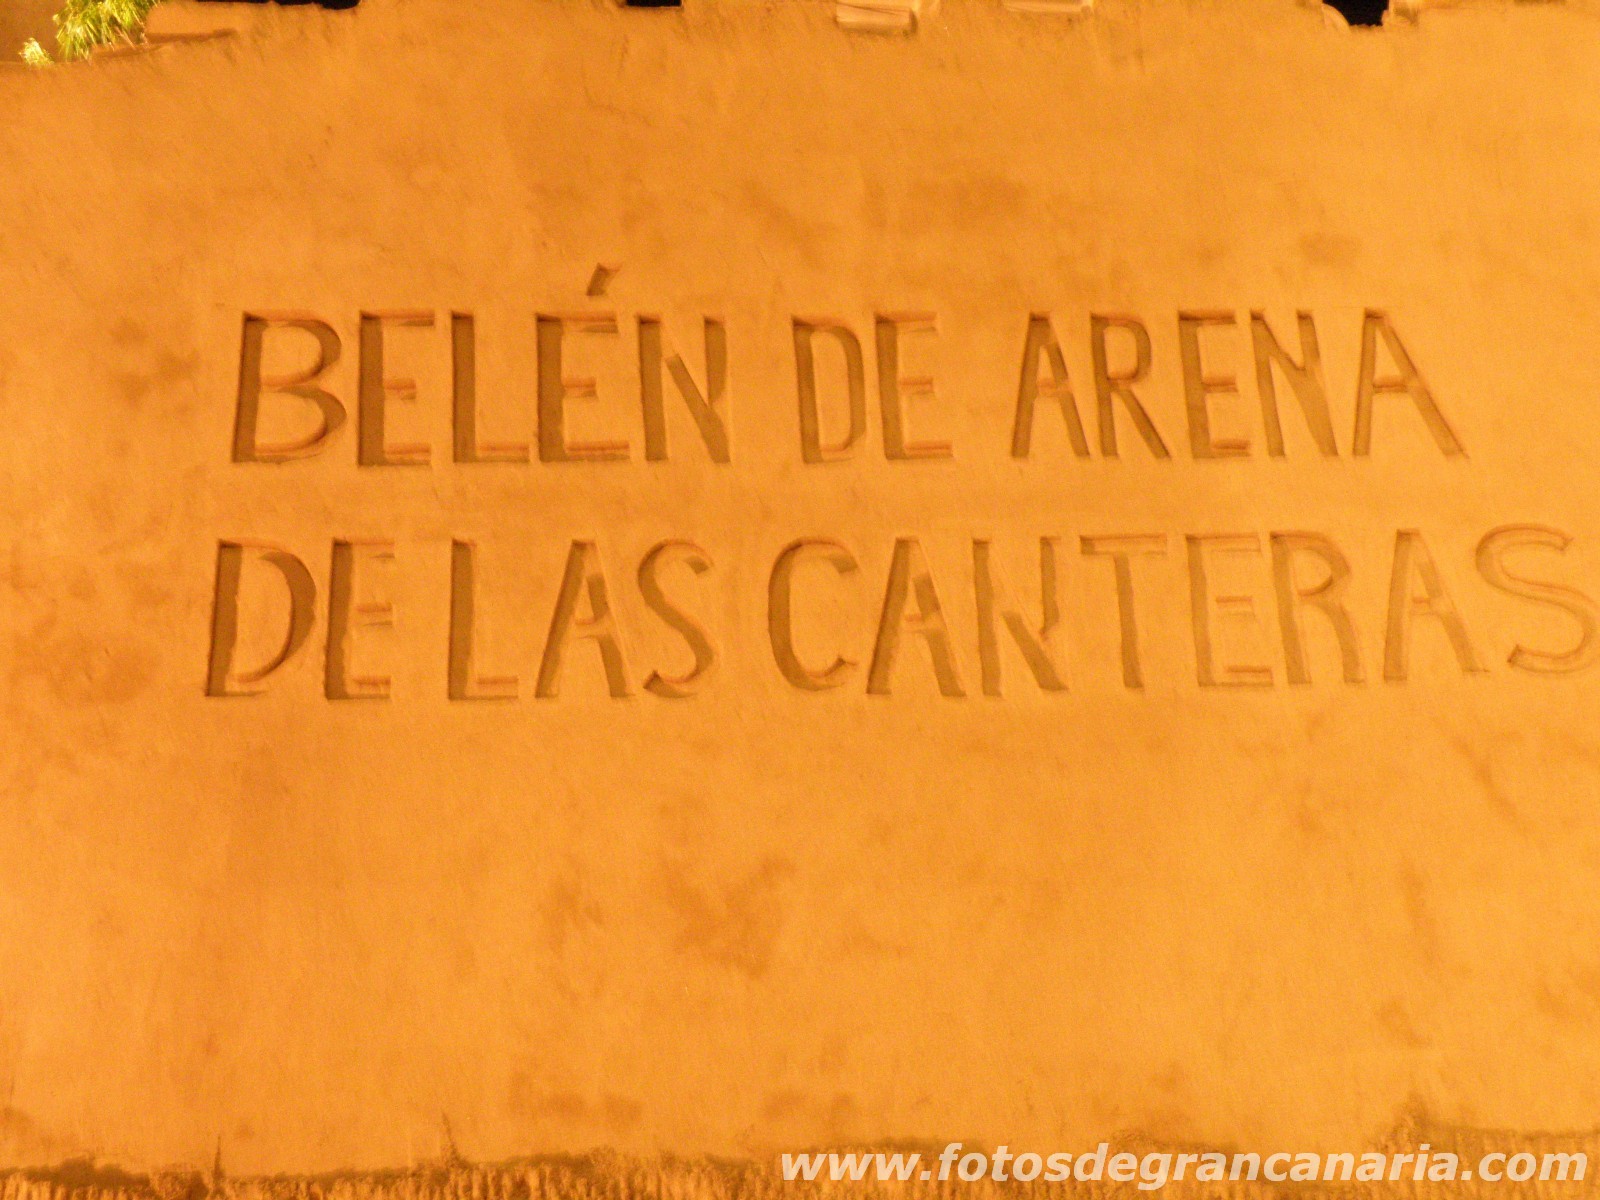 BELÉN DE ARENA
DE LAS CANTERAS
www.fotosdegrancanaria.com